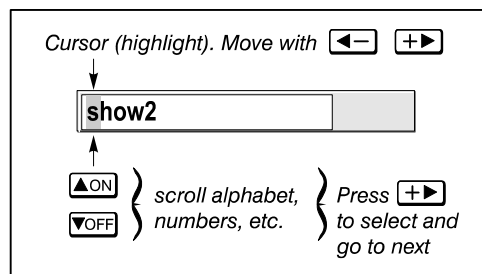 Cursor (highlight). Move with ◄− +►
show2
▲ON
▼OFF
scroll alphabet,
numbers, etc.
Press +►
to select and
go to next